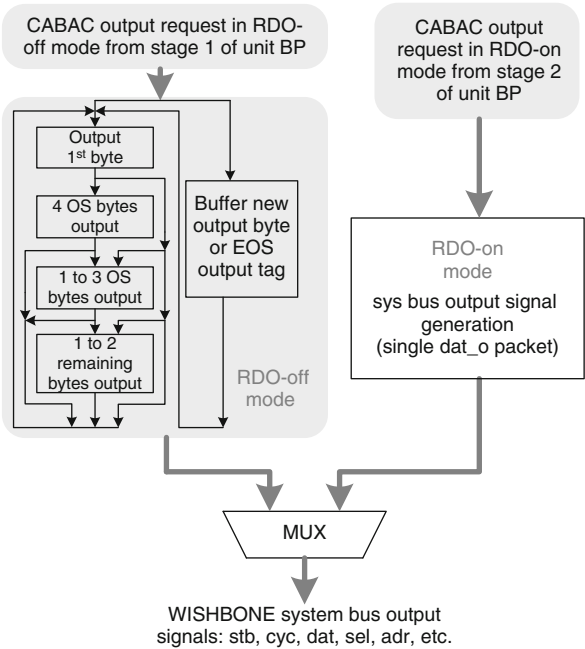 CABAC output request in RDO-
off mode from stage 1 of unit BP
CABAC output
request in RDO-on
mode from stage 2
of unit BP
Output
1st byte
4 OS bytes
output
1 to 3 OS
bytes output
1 to 2
remaining
bytes output
Buffer new
output byte
or EOS
output tag
RDO-off
mode
RDO-on
mode
sys bus output signal
generation
(single dat_o packet)
MUX
WISHBONE system bus output
signals: stb, cyc, dat, sel, adr, etc.